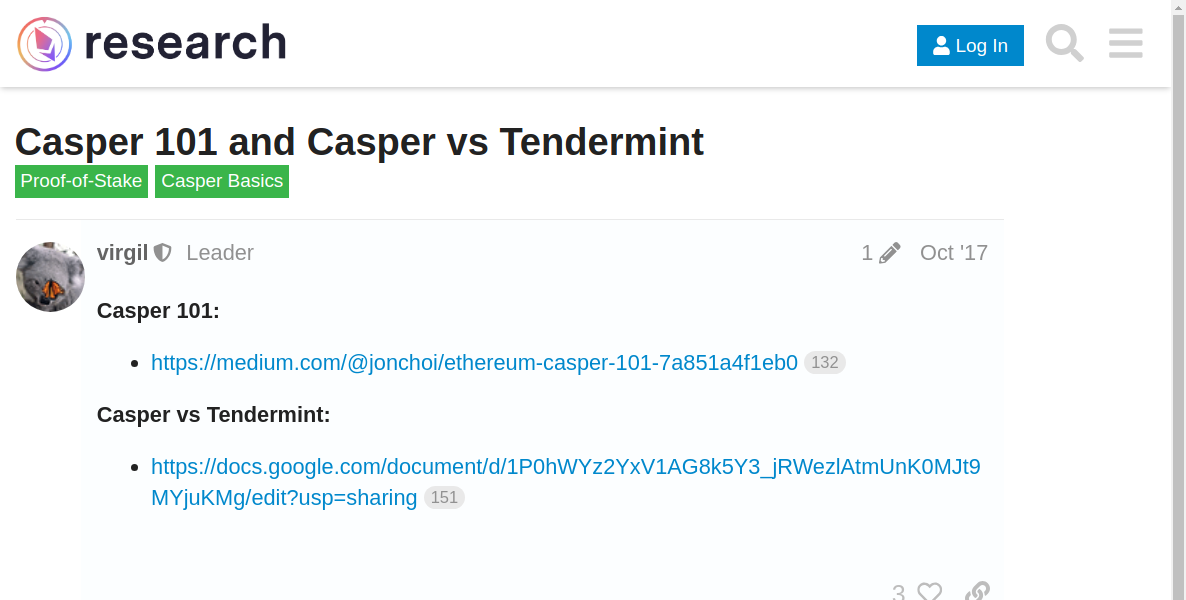 research
Log In
Casper 101 and Casper vs Tendermint
Proof-of-Stake Casper Basics
virgil Leader 1 Oct '17
Casper 101:
https://medium.com/@jonchoi/ethereum-casper-101-7a851a4f1eb0 132
Casper vs Tendermint:
https://docs.google.com/document/d/1P0hWYz2YxV1AG8k5Y3_jRWezlAtmUnK0MJt9
MYjuKMg/edit?usp=sharing 151
3